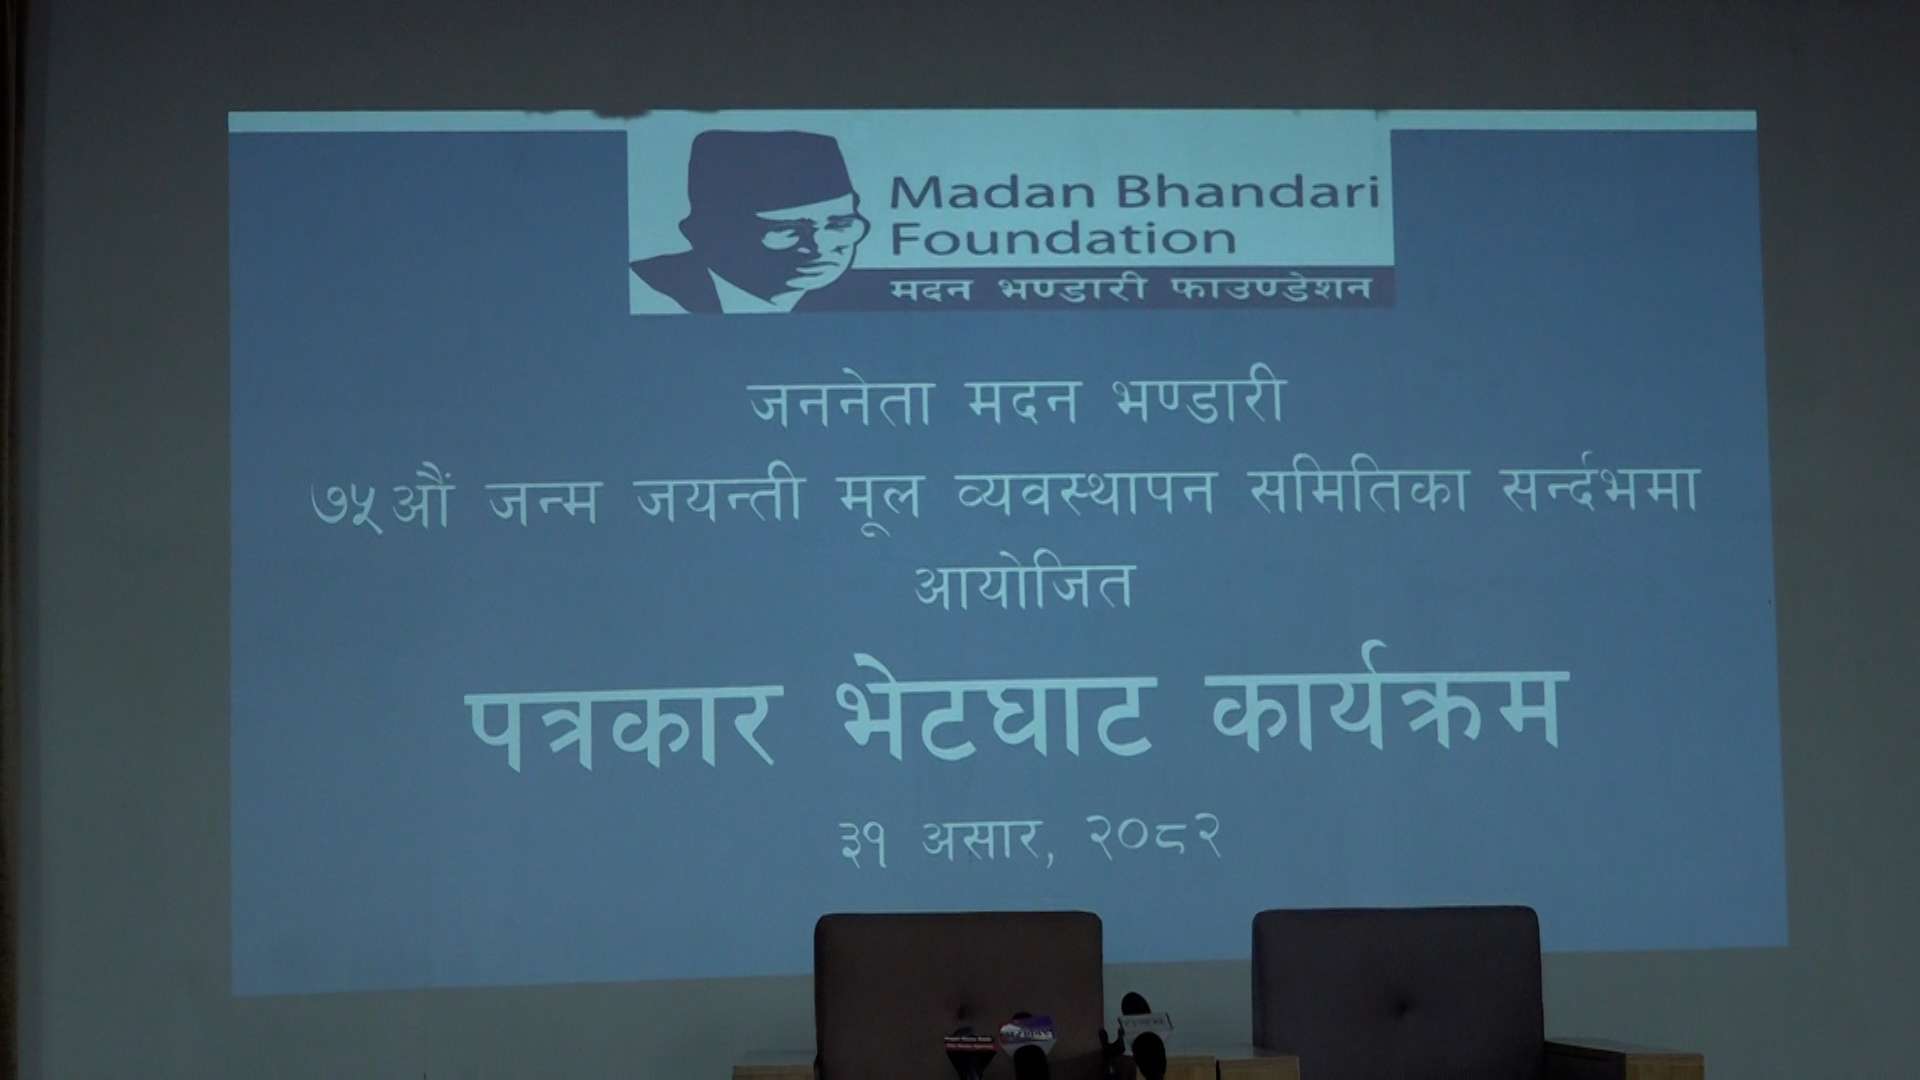 Madan Bhandari
Foundation
मदन भण्डारी फाउण्डेशन
जननेता मदन भण्डारी
७५औं जन्म जयन्ती मूल व्यवस्थापन समितिका सर्न्दभमा
आयोजित
पत्रकार भेटघाट कार्यक्रम
३१ असार, २०८२